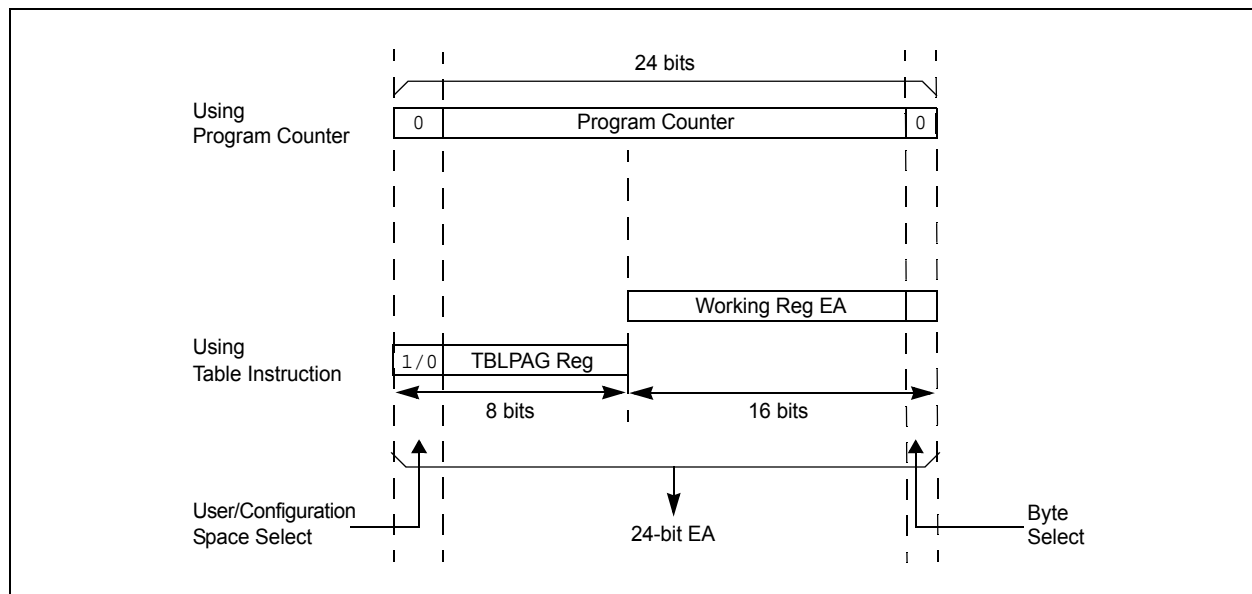 24 bits
Using
Program Counter
0
Program Counter
0
Working Reg EA
Using
Table Instruction
1/0
TBLPAG Reg
8 bits
16 bits
User/Configuration
Space Select
24-bit EA
Byte
Select